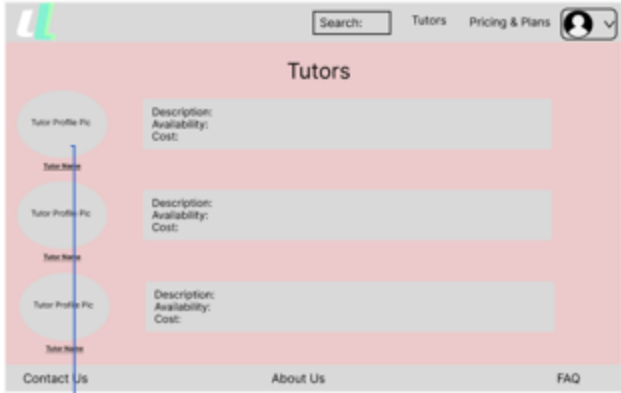 Search:
Tutors
Pricing & Plans
Tutors
Tutor Profile Pic
Description:
Availability:
Cost:
Tutor Name
Tutor Profile Pic
Description:
Availability:
Cost:
Tutor Name
Tutor Profile Pic
Description:
Availability:
Cost:
Tutor Name
Contact Us
About Us
FAQ